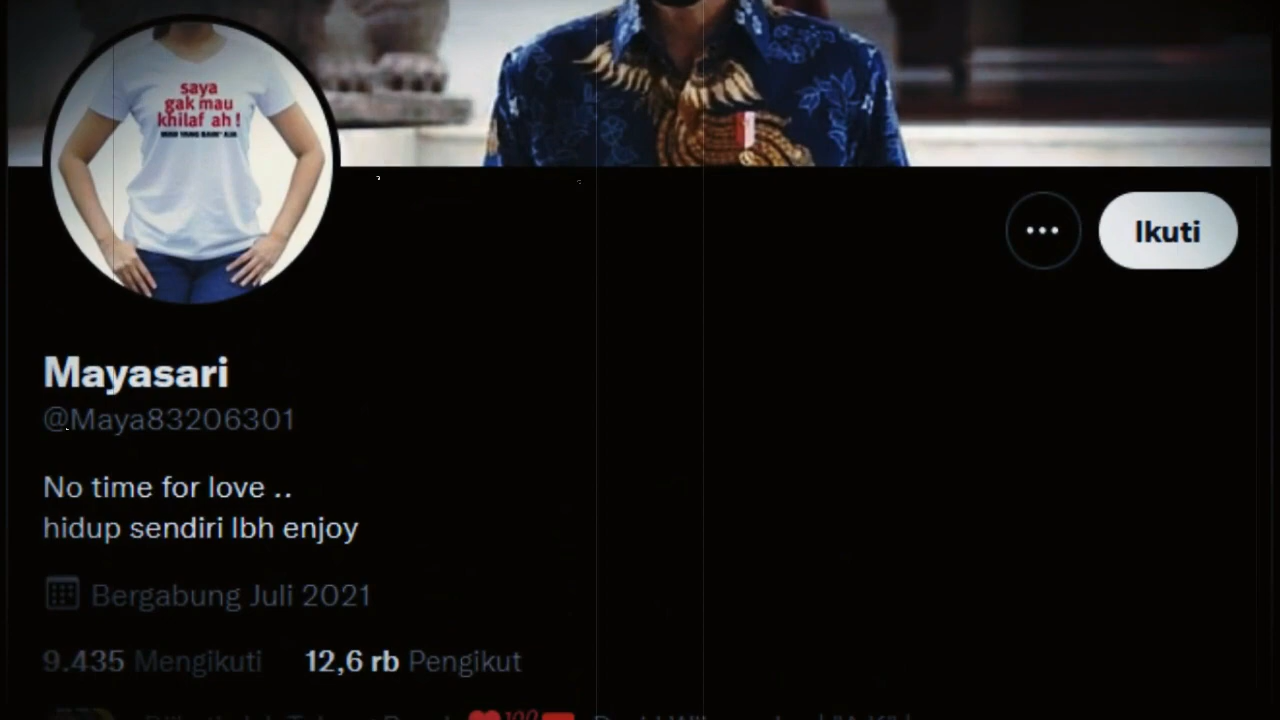 saya
gak mau
khilaf ah !
Ikuti
Mayasari
@Maya83206301
No time for love ..
hidup sendiri lbh enjoy
Bergabung Juli 2021
9.435 Mengikuti 12,6 rb Pengikut